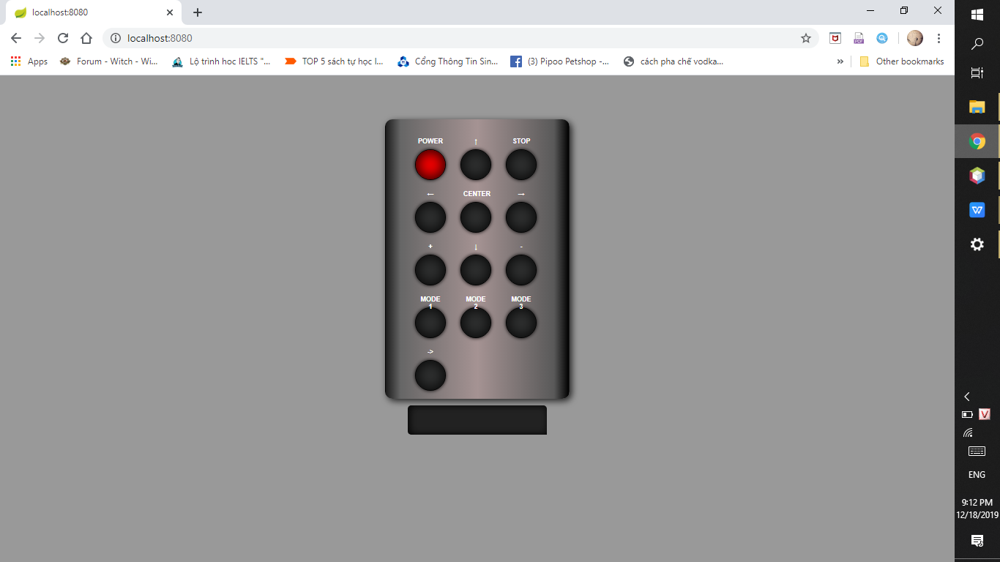 localhost:8080
localhost:8080
Apps
Forum - Witch - Wi...
Lộ trình học IELTS "...
TOP 5 sách tự học I...
Cổng Thông Tin Sin...
(3) Pipoo Petshop -...
cách pha chế vodka...
»
Other bookmarks
POWER ↑ STOP
← CENTER →
+ ↓ -
MODE 1
MODE 2
MODE 3
->
ENG
9:12 PM
12/18/2019